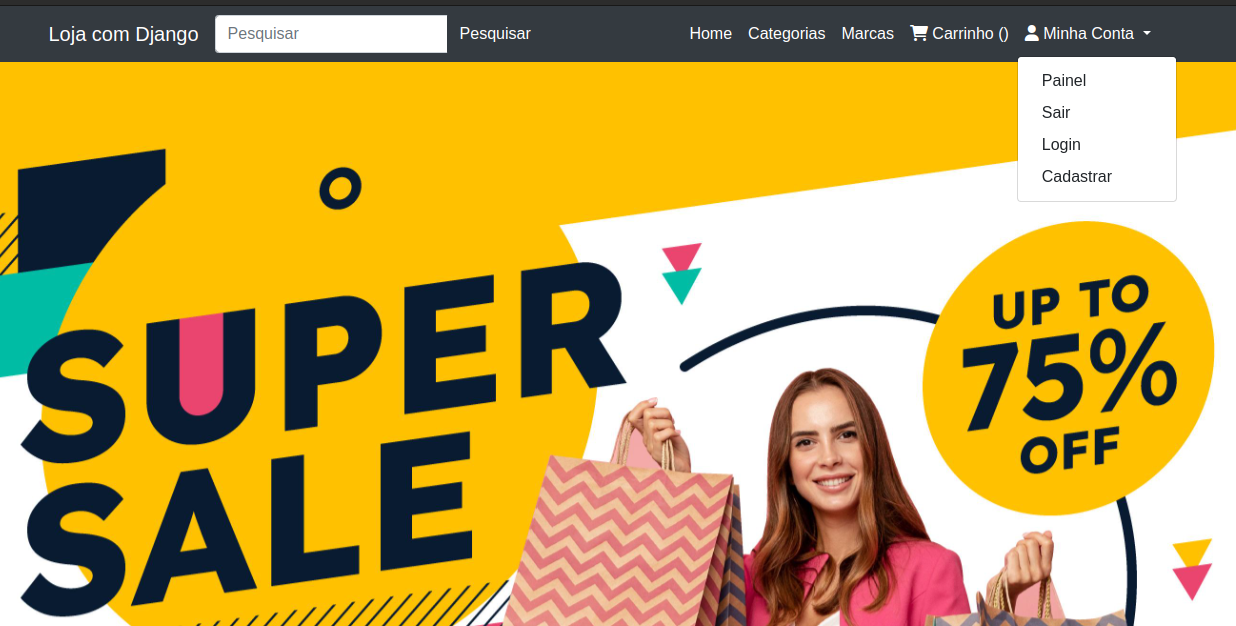 Loja com Django
Pesquisar
Pesquisar
Home
Categorias
Marcas
Carrinho ()
Minha Conta
Painel
Sair
Login
Cadastrar
SUPER
SALE
UP TO
75%
OFF